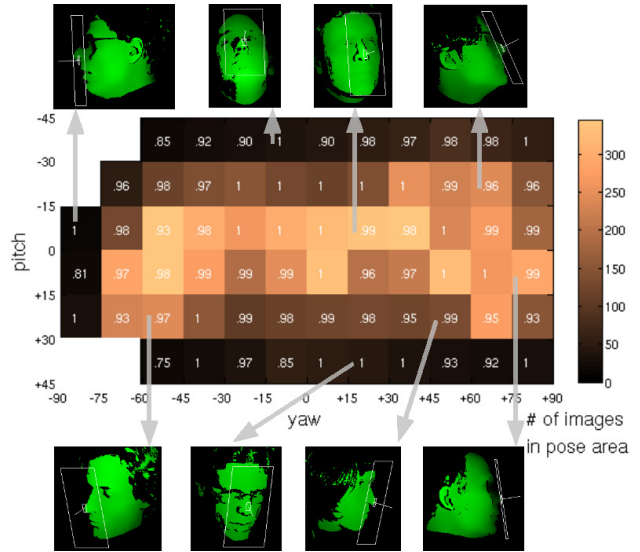 -45
.85 .92 .90 1 .90 .98 .97 .98 .98 1
-30
.96 .98 .97 1 1 1 1 1 .99 .96 .96
-15
1 .98 .93 .98 1 1 1 .99 .98 1 .99 .99
0
.81 .97 .98 .99 .99 .99 1 .96 .97 1 1 .99
+15
1 .93 .97 1 .99 .98 .99 .98 .95 .99 .95 .93
+30
.75 1 .97 .85 1 1 1 .93 .92 1
+45
-90 -75 -60 -45 -30 -15 0 +15 +30 +45 +60 +75 +90
pitch
yaw
300
250
200
150
100
50
0
# of images
in pose area